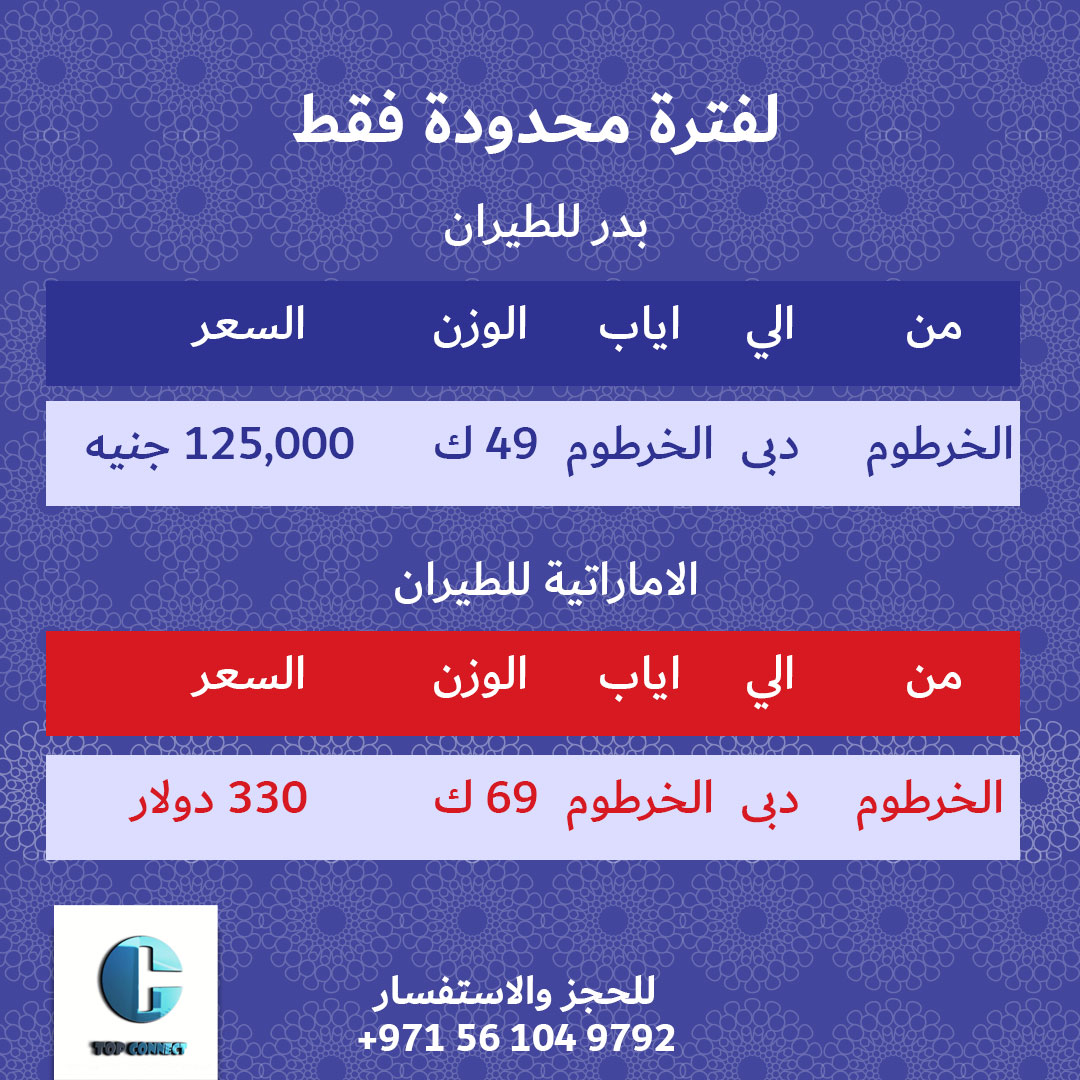 لفترة محدودة فقط
بدر للطيران
من الي اياب الوزن السعر
الخرطوم دبى الخرطوم 49 ك 125,000 جنيه
الاماراتية للطيران
من الي اياب الوزن السعر
الخرطوم دبى الخرطوم 69 ك 330 دولار
للحجز والاستفسار
+971 56 104 9792
TOP CONNECT